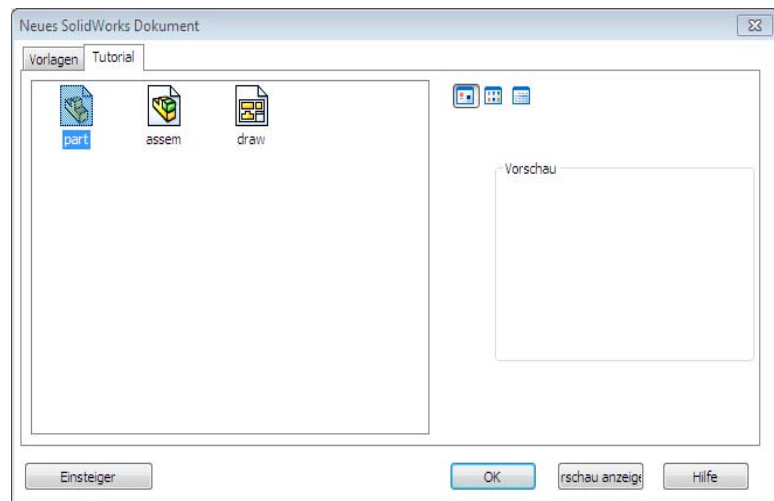 Neues SolidWorks Dokument
Vorlagen Tutorial
part assem draw
Vorschau
Einsteiger OK rschau anzeige Hilfe